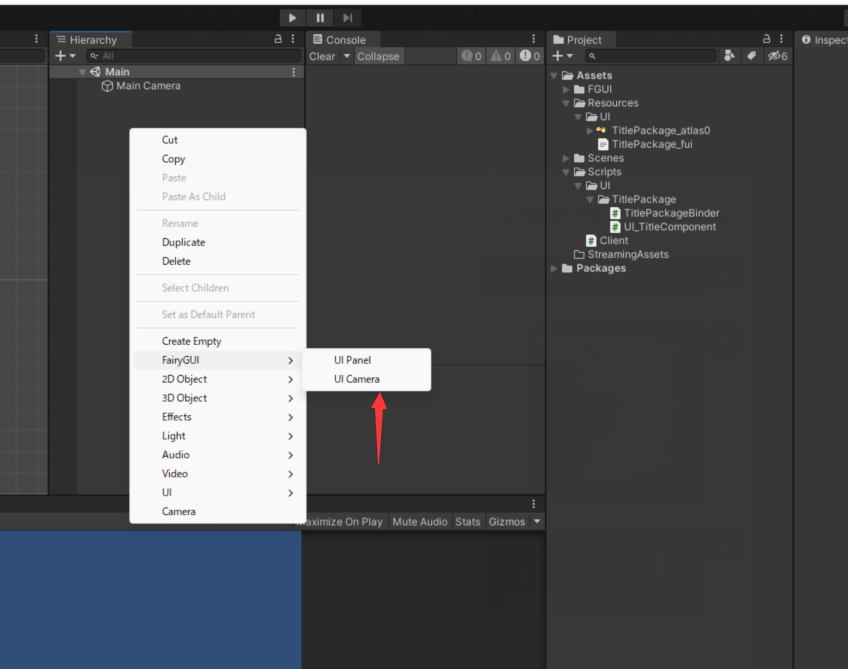 Hierarchy
All
Main
Main Camera
Cut
Copy
Paste
Paste As Child
Rename
Duplicate
Delete
Select Children
Set as Default Parent
Create Empty
FairyGUI
2D Object
3D Object
Effects
Light
Audio
Video
UI
Camera
UI Panel
UI Camera
Console
Clear
Collapse
0
0
0
Maximize On Play
Mute Audio
Stats
Gizmos
Project
6
Assets
FGUI
Resources
UI
TitlePackage_atlas0
TitlePackage_fui
Scenes
Scripts
UI
TitlePackage
TitlePackageBinder
UI_TitleComponent
Client
StreamingAssets
Packages
Inspect